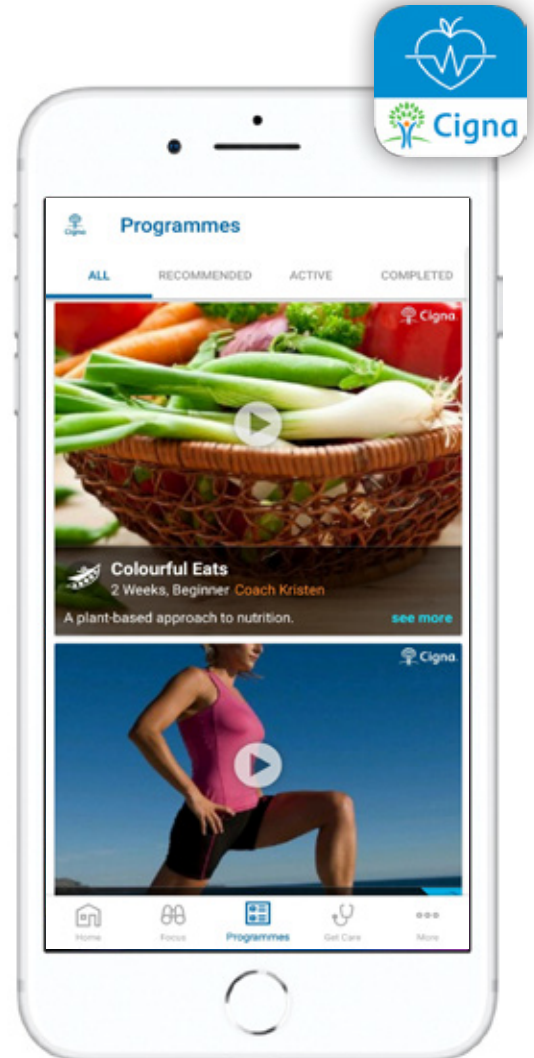 Cigna
Cigna
Programmes
ALL RECOMMENDED ACTIVE COMPLETED
Cigna
Colourful Eats
2 Weeks, Beginner Coach Kristen
A plant-based approach to nutrition. see more
Cigna
Home Focus Programmes Get Care More